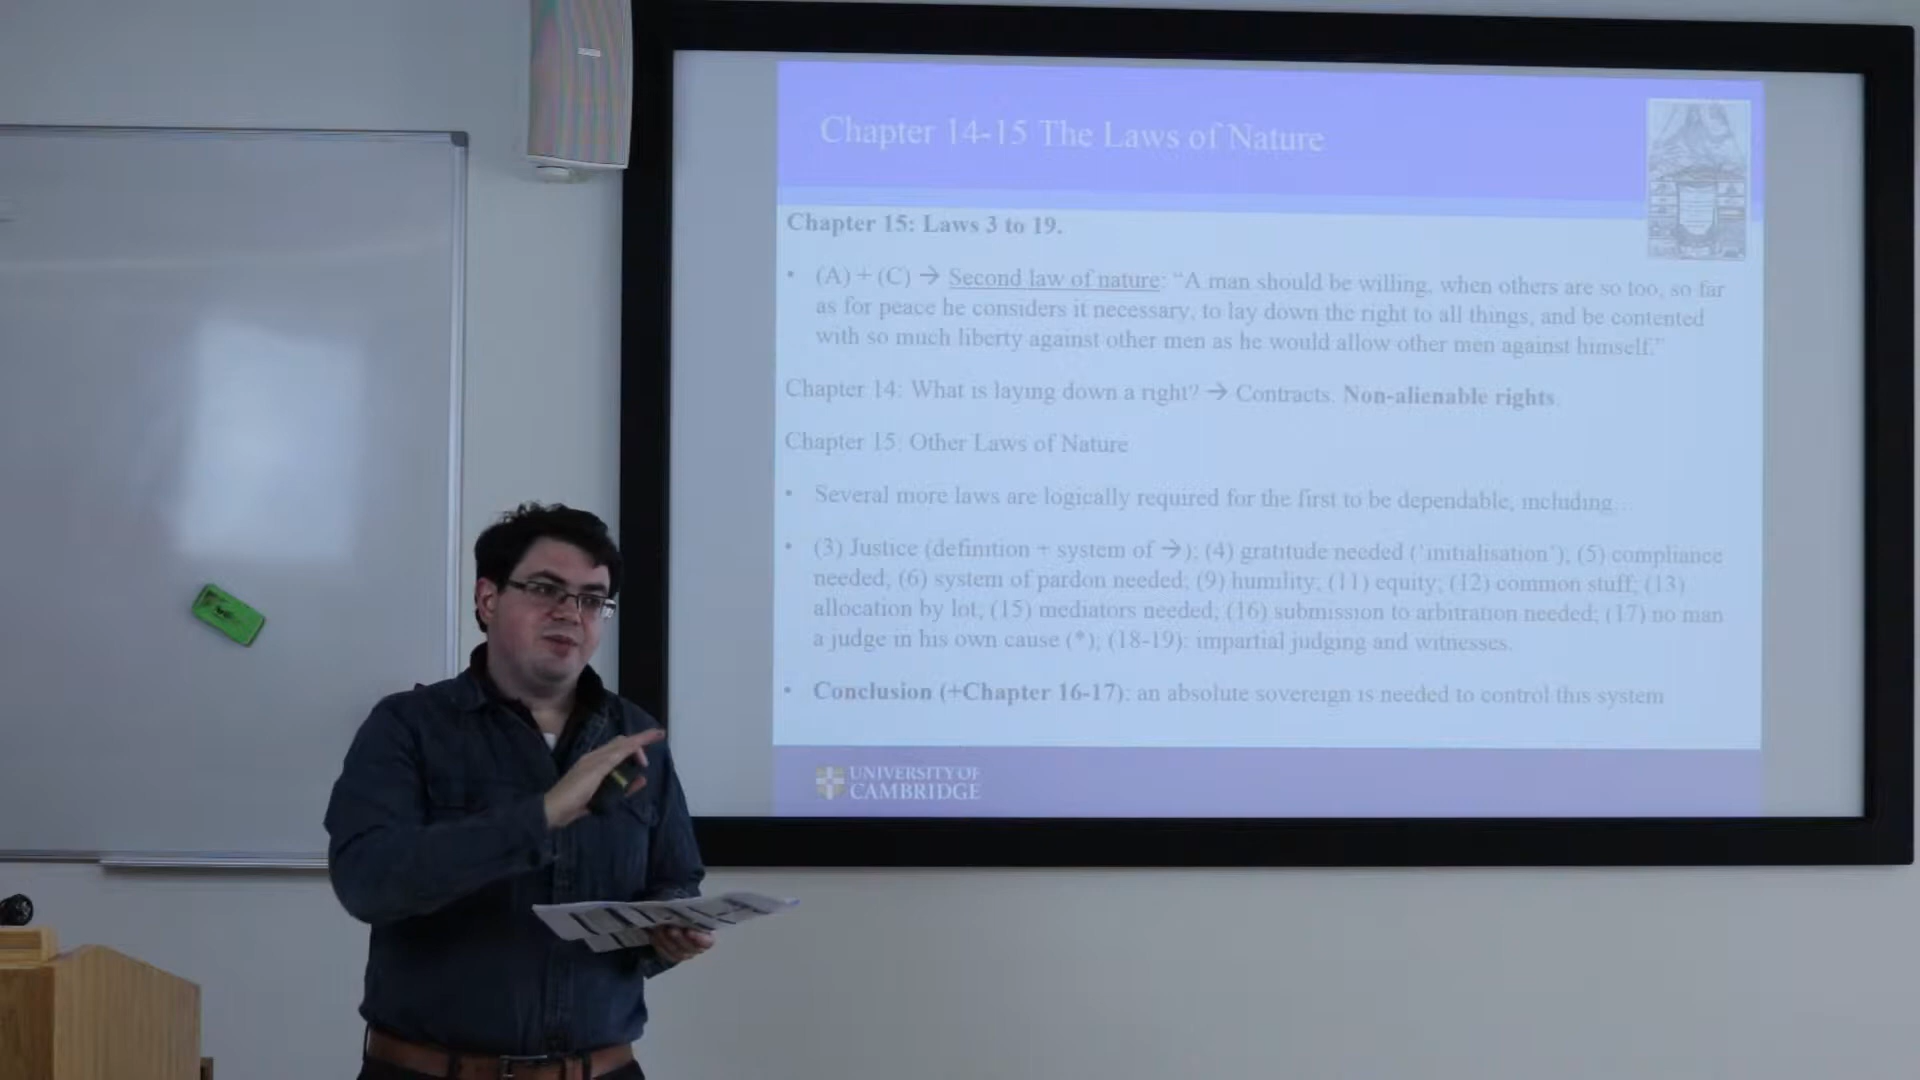 Chapter 14-15 The Laws of Nature
Chapter 15: Laws 3 to 19.
• (A) + (C) → Second law of nature: “A man should be willing, when others are so too, so far
as for peace he considers it necessary, to lay down the right to all things, and be contented
with so much liberty against other men as he would allow other men against himself.”
Chapter 14: What is laying down a right? → Contracts. Non-alienable rights.
Chapter 15: Other Laws of Nature
• Several more laws are logically required for the first to be dependable, including…
• (3) Justice (definition + system of →); (4) gratitude needed (‘initialisation’), (5) compliance
needed; (6) system of pardon needed; (9) humility; (11) equity; (12) common stuff; (13)
allocation by lot; (15) mediators needed; (16) submission to arbitration needed; (17) no man
a judge in his own cause (*); (18-19): impartial judging and witnesses.
• Conclusion (+Chapter 16-17): an absolute sovereign is needed to control this system
UNIVERSITY OF
CAMBRIDGE